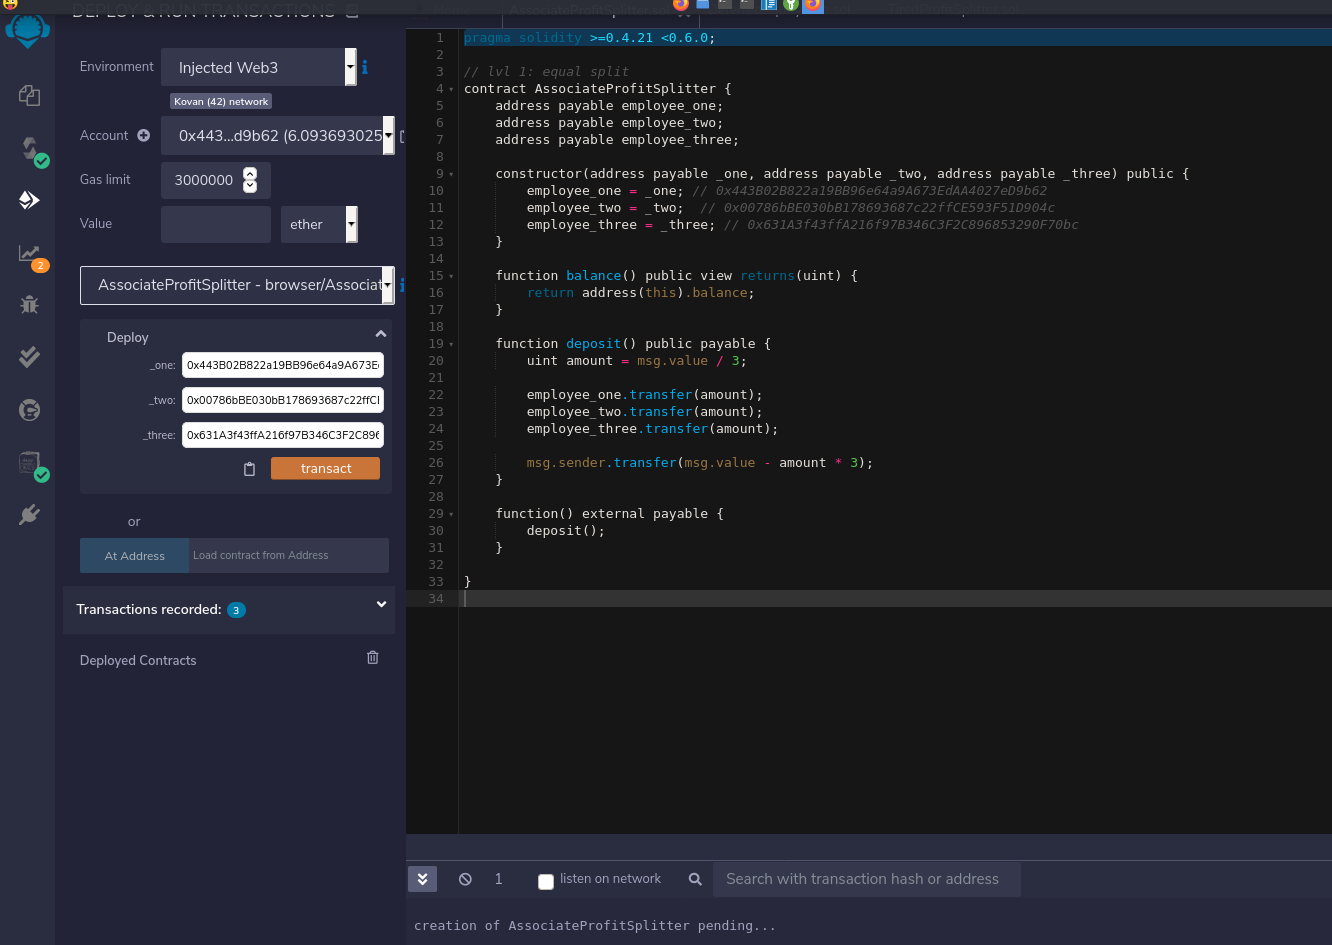 DEPLOY & RUN TRANSACTIONS
Environment
Injected Web3
Kovan (42) network
Account
0x443...d9b62 (6.093693025
Gas limit
3000000
Value
ether
AssociateProfitSplitter - browser/Associat
Deploy
_one:
0x443B02B822a19BB96e64a9A673E
_two:
0x00786bBE030bB178693687c22ffC
_three:
0x631A3f43ffA216f97B346C3F2C896
transact
or
At Address
Load contract from Address
Transactions recorded: 3
Deployed Contracts
2
AssociateProfitSplitter.sol
1 pragma solidity >=0.4.21 <0.6.0;
2
3 // lvl 1: equal split
4 contract AssociateProfitSplitter {
5 address payable employee_one;
6 address payable employee_two;
7 address payable employee_three;
8
9 constructor(address payable _one, address payable _two, address payable _three) public {
10 employee_one = _one; // 0x443B02B822a19BB96e64a9A673EdAA4027eD9b62
11 employee_two = _two; // 0x00786bBE030bB178693687c22ffCE593F51D904c
12 employee_three = _three; // 0x631A3f43ffA216f97B346C3F2C896853290F70bc
13 }
14
15 function balance() public view returns(uint) {
16 return address(this).balance;
17 }
18
19 function deposit() public payable {
20 uint amount = msg.value / 3;
21
22 employee_one.transfer(amount);
23 employee_two.transfer(amount);
24 employee_three.transfer(amount);
25
26 msg.sender.transfer(msg.value - amount * 3);
27 }
28
29 function() external payable {
30 deposit();
31 }
32
33 }
34
1
listen on network
Search with transaction hash or address
creation of AssociateProfitSplitter pending...